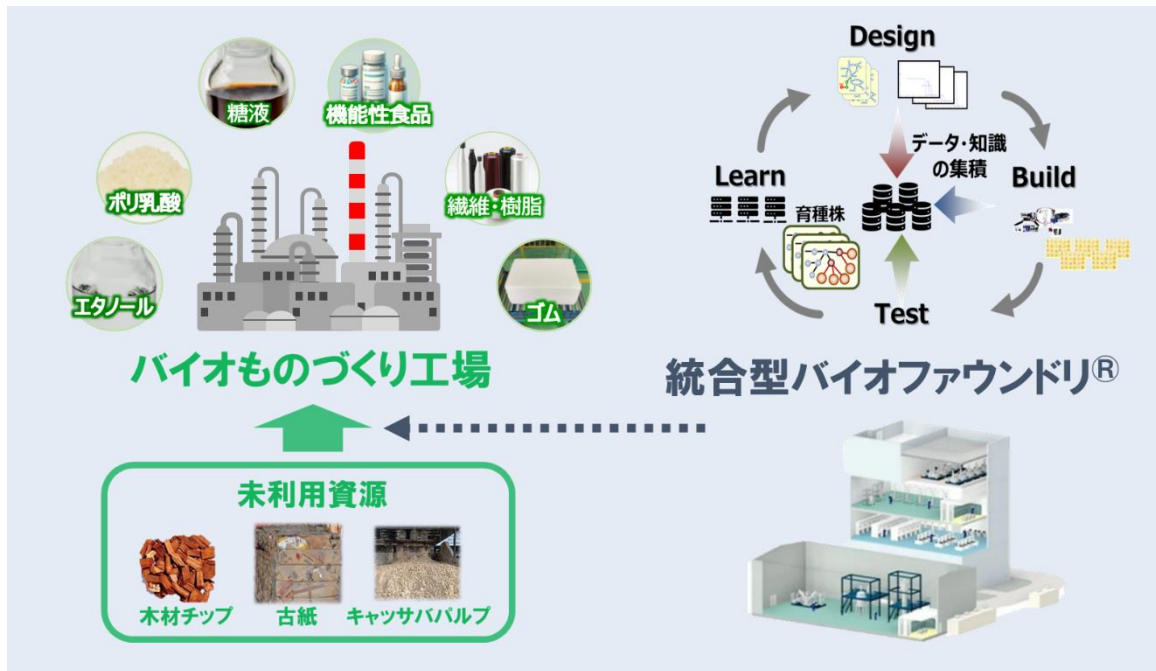 糖液
機能性食品
ポリ乳酸
繊維・樹脂
エタノール
ゴム
バイオものづくり工場
未利用資源
木材チップ
古紙
キャッサバパルプ
Design
データ・知識
の集積
Learn
Build
育種株
Test
統合型バイオファウンドリ®